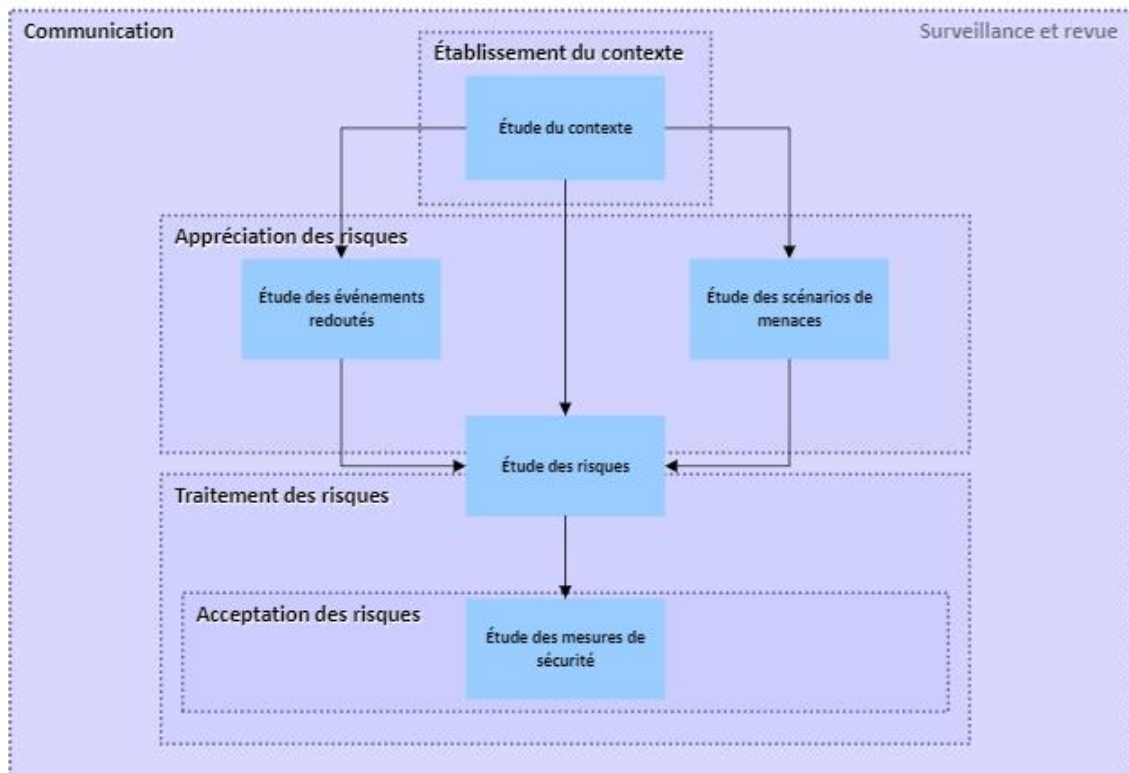 Communication
Surveillance et revue
Établissement du contexte
Étude du contexte
Appréciation des risques
Étude des événements
redoutés
Étude des scénarios de
menaces
Étude des risques
Traitement des risques
Acceptation des risques
Étude des mesures de
sécurité